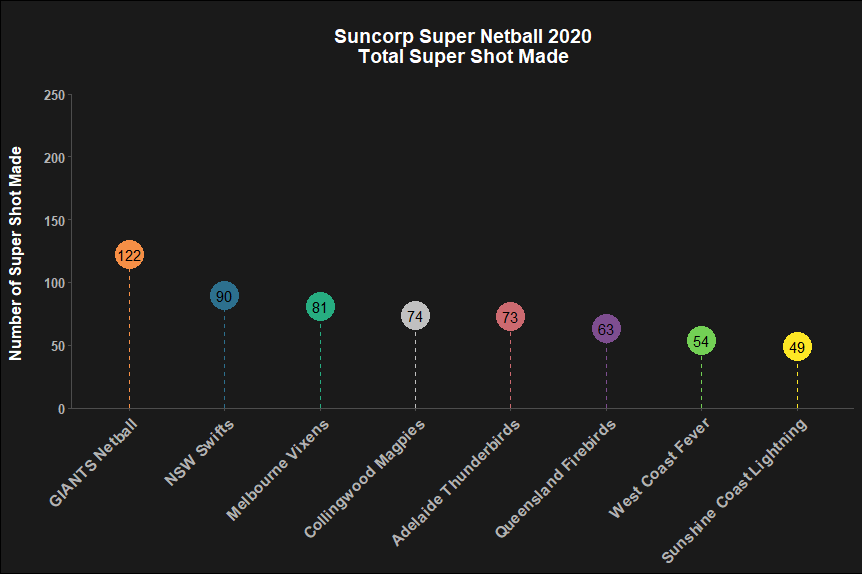 Suncorp Super Netball 2020
Total Super Shot Made
Number of Super Shot Made
250
200
150
100
50
0
122
90
81
74
73
63
54
49
GIANTS Netball
NSW Swifts
Melbourne Vixens
Collingwood Magpies
Adelaide Thunderbirds
Queensland Firebirds
West Coast Fever
Sunshine Coast Lightning